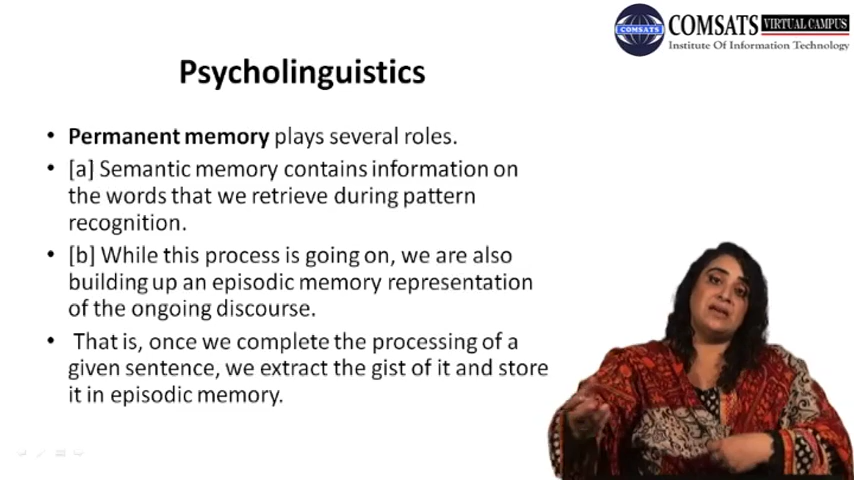 COMSATS VIRTUAL CAMPUS
COMSATS
Institute Of Information Technology
Psycholinguistics
• Permanent memory plays several roles.
• [a] Semantic memory contains information on
the words that we retrieve during pattern
recognition.
• [b] While this process is going on, we are also
building up an episodic memory representation
of the ongoing discourse.
• That is, once we complete the processing of a
given sentence, we extract the gist of it and store
it in episodic memory.